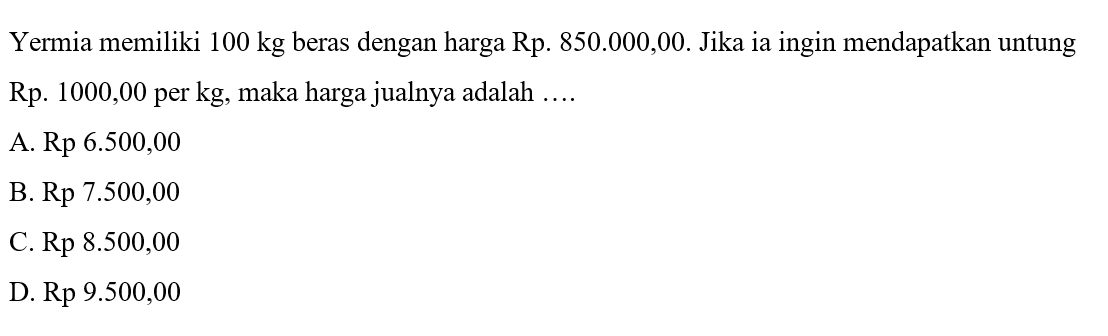 Yermia memiliki 100 kg beras dengan harga Rp. 850.000,00. Jika ia ingin mendapatkan untung
Rp. 1000,00 per kg, maka harga jualnya adalah ….
A. Rp 6.500,00
B. Rp 7.500,00
C. Rp 8.500,00
D. Rp 9.500,00